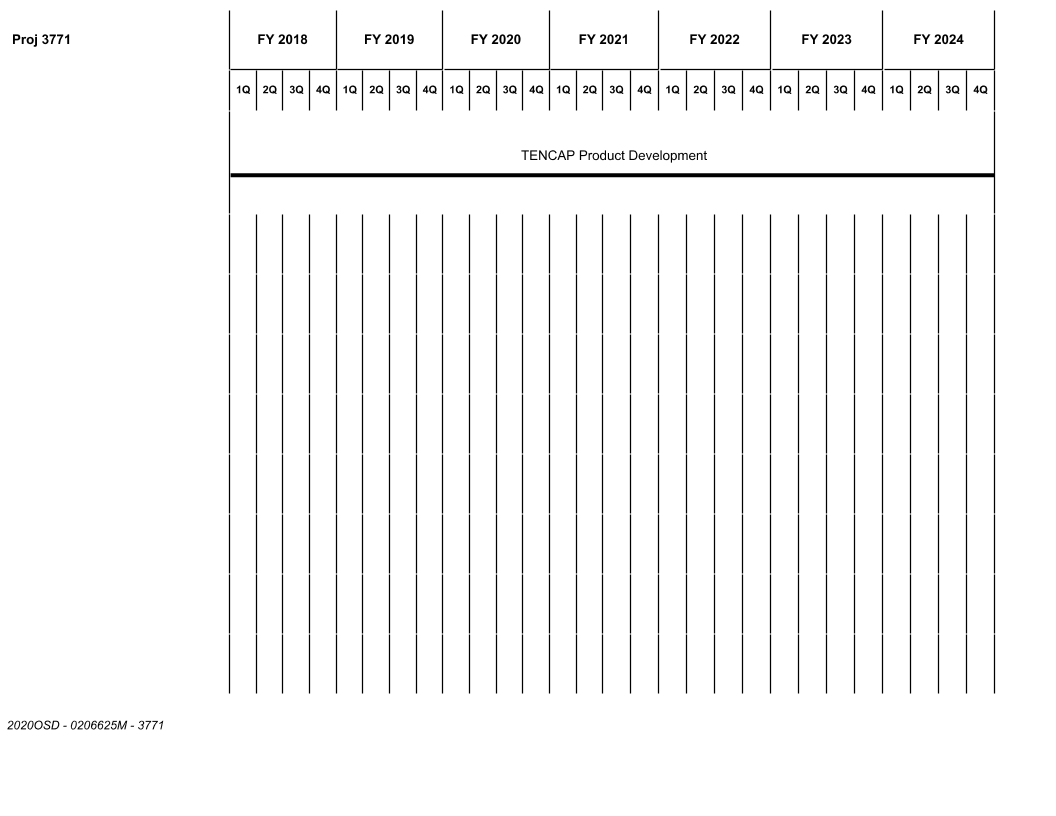 Proj 3771 FY 2018 FY 2019 FY 2020 FY 2021 FY 2022 FY 2023 FY 2024
1Q 2Q 3Q 4Q 1Q 2Q 3Q 4Q 1Q 2Q 3Q 4Q 1Q 2Q 3Q 4Q 1Q 2Q 3Q 4Q 1Q 2Q 3Q 4Q 1Q 2Q 3Q 4Q
TENCAP Product Development
2020OSD - 0206625M - 3771